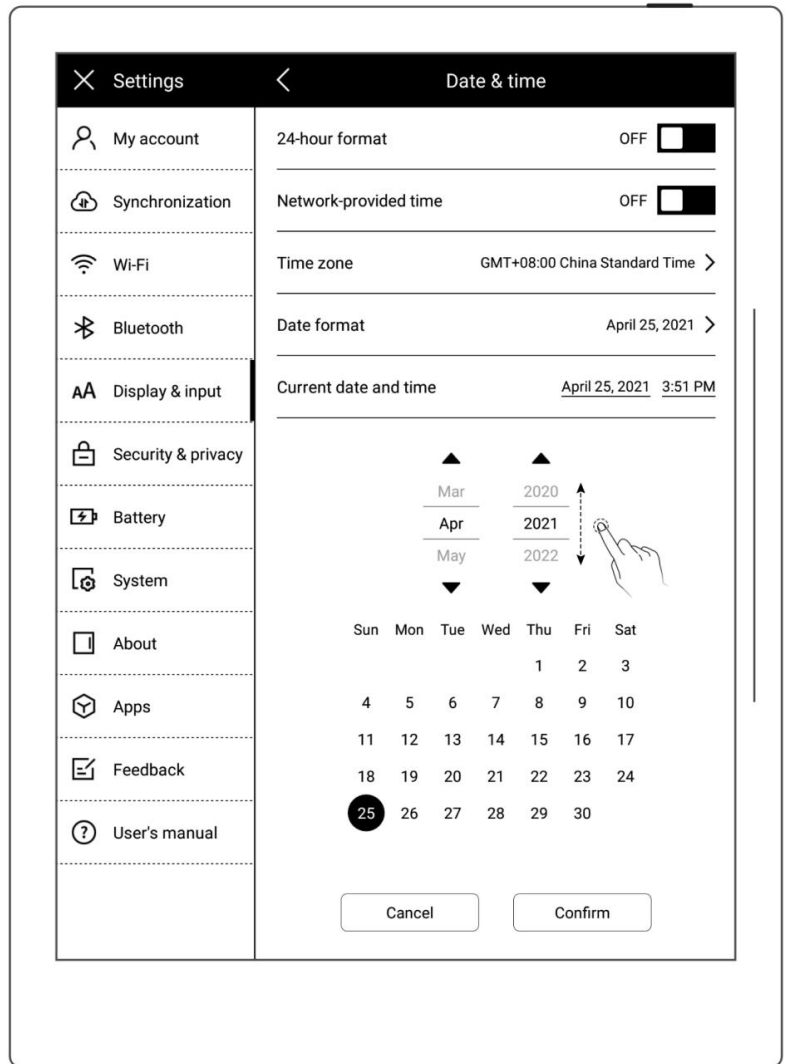 Settings
Date & time
My account
Synchronization
Wi-Fi
Bluetooth
AA Display & input
Security & privacy
Battery
System
About
Apps
Feedback
? User's manual
24-hour format OFF
Network-provided time OFF
Time zone GMT+08:00 China Standard Time
Date format April 25, 2021
Current date and time April 25, 2021 3:51 PM
Mar 2020
Apr 2021
May 2022
Sun Mon Tue Wed Thu Fri Sat
1 2 3
4 5 6 7 8 9 10
11 12 13 14 15 16 17
18 19 20 21 22 23 24
25 26 27 28 29 30
Cancel Confirm